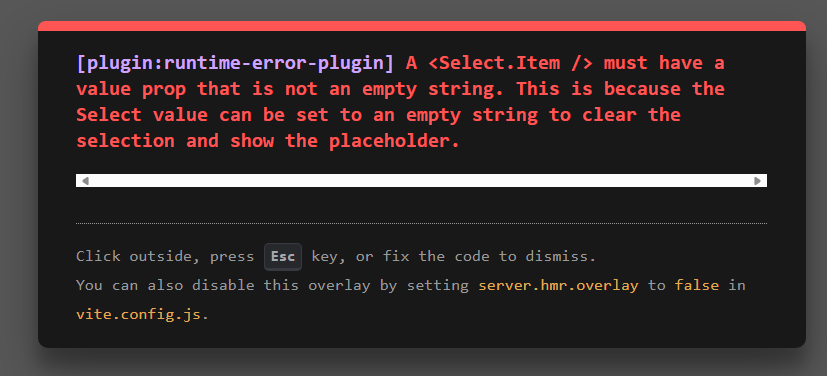 [plugin:runtime-error-plugin] A <Select.Item /> must have a
value prop that is not an empty string. This is because the
Select value can be set to an empty string to clear the
selection and show the placeholder.
Click outside, press Esc key, or fix the code to dismiss.
You can also disable this overlay by setting server.hmr.overlay to false in
vite.config.js.